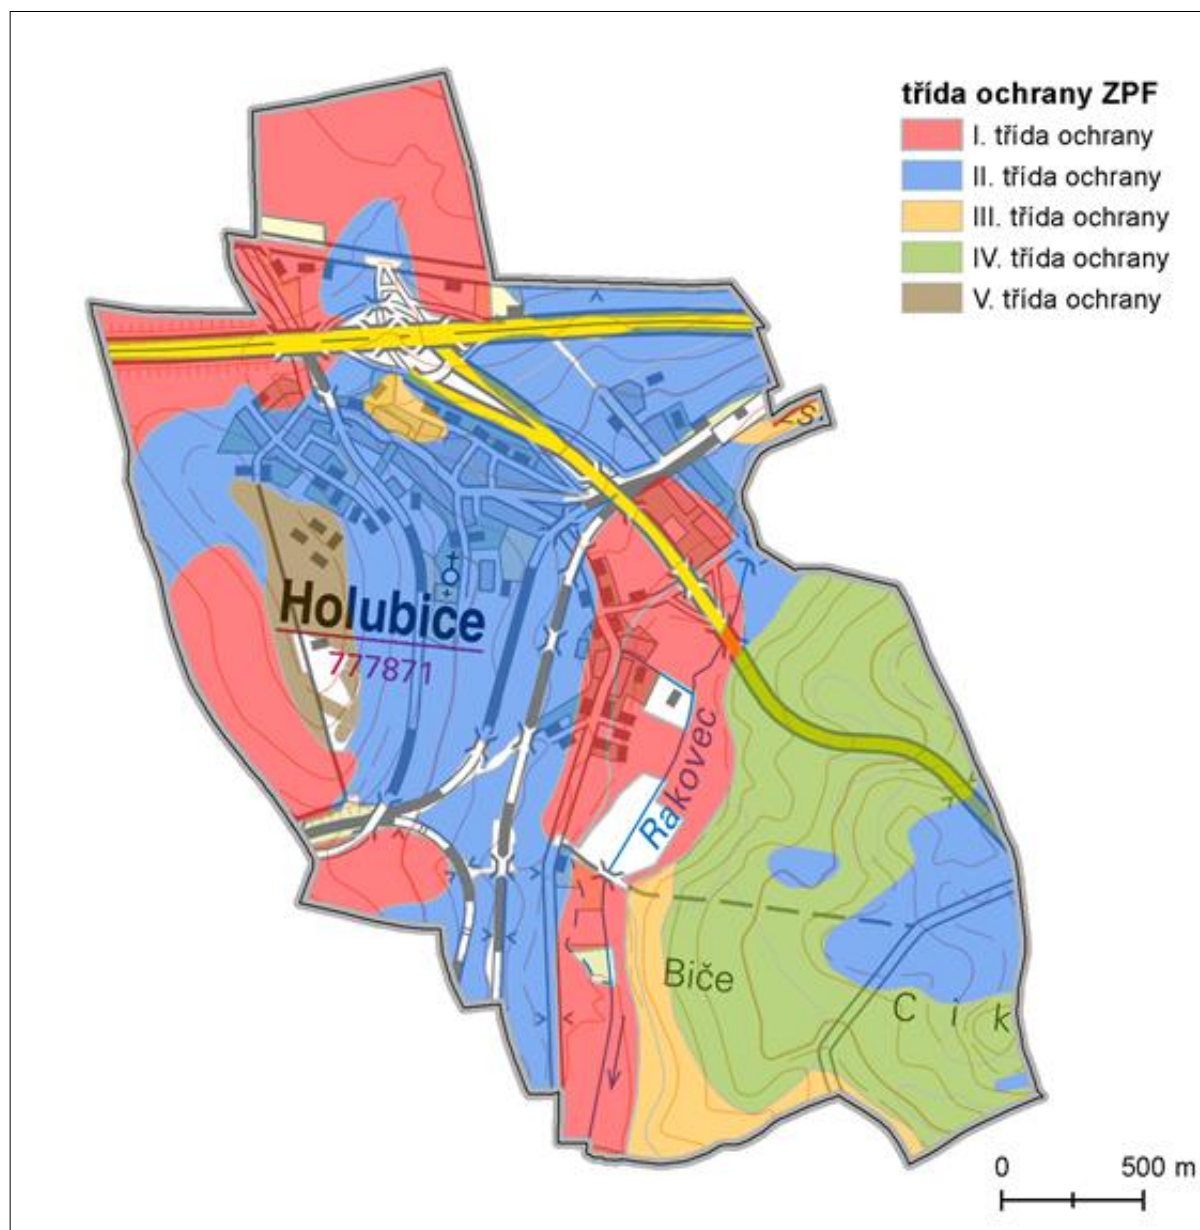 třída ochrany ZPF
I. třída ochrany
II. třída ochrany
III. třída ochrany
IV. třída ochrany
V. třída ochrany
Holubice
777871
Rakovec
Biče
C i k
0 500 m